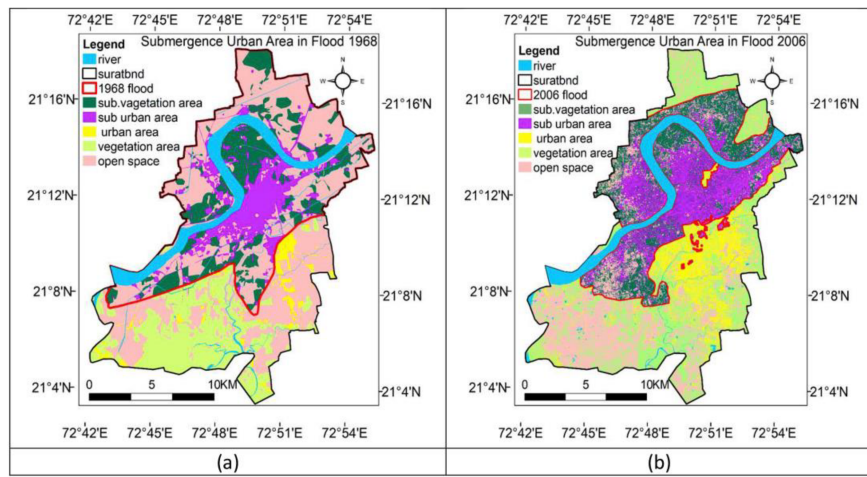 72°42'E 72°45'E 72°48'E 72°51'E 72°54'E
Legend
Submergence Urban Area in Flood 1968
river
suratbnd
1968 flood
sub.vagetation area
sub urban area
urban area
vegetation area
open space
N
W E
S
21°16'N 21°16'N
21°12'N 21°12'N
21°8'N 21°8'N
21°4'N 21°4'N
0 5 10KM
72°42'E 72°45'E 72°48'E 72°51'E 72°54'E
(a)
72°42'E 72°45'E 72°48'E 72°51'E 72°54'E
Submergence Urban Area in Flood 2006
Legend
river
suratbnd
2006 flood
sub.vegetation area
sub urban area
urban area
vegetation area
open space
N
W E
S
21°16'N 21°16'N
21°12'N 21°12'N
21°8'N 21°8'N
21°4'N 21°4'N
0 5 10KM
72°42'E 72°45'E 72°48'E 72°51'E 72°54'E
(b)